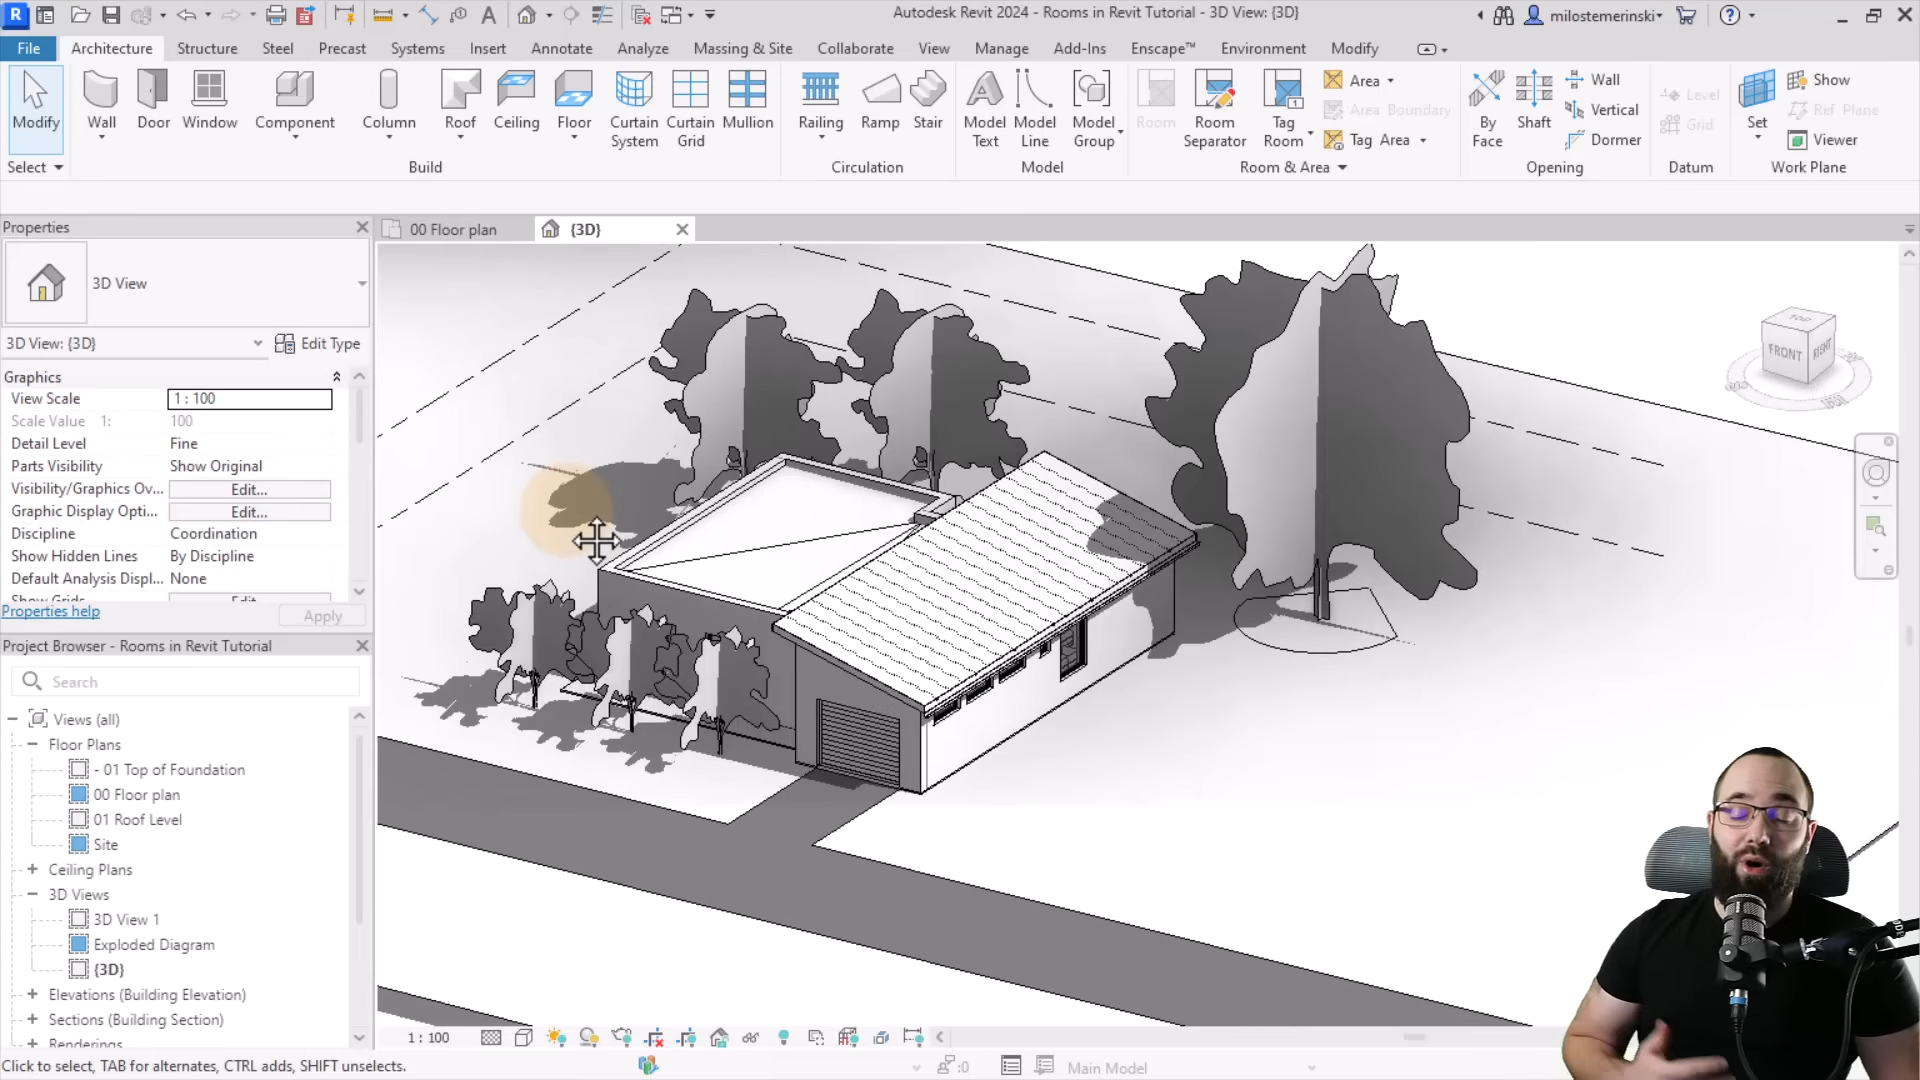 Autodesk Revit 2024 - Rooms in Revit Tutorial - 3D View: {3D}
milostemerinski
File Architecture Structure Steel Precast Systems Insert Annotate Analyze Massing & Site Collaborate View Manage Add-Ins Enscape™ Environment Modify
Modify
Wall
Door
Window
Component
Column
Roof
Ceiling
Floor
Curtain System
Curtain Grid
Mullion
Railing
Ramp
Stair
Model Text
Model Line
Model Group
Room
Room Separator
Tag Room
Area
Area Boundary
Tag Area
By Face
Shaft
Wall
Vertical
Dormer
Level
Grid
Set
Show
Ref Plane
Viewer
Select Build Circulation Model Room & Area Opening Datum Work Plane
Properties
00 Floor plan
{3D}
3D View
3D View: {3D} Edit Type
Graphics
View Scale 1 : 100
Scale Value 1: 100
Detail Level Fine
Parts Visibility Show Original
Visibility/Graphics Ov... Edit...
Graphic Display Opti... Edit...
Discipline Coordination
Show Hidden Lines By Discipline
Default Analysis Displ... None
Show Grids Edit...
Properties help Apply
Project Browser - Rooms in Revit Tutorial
Search
Views (all)
Floor Plans
- 01 Top of Foundation
00 Floor plan
01 Roof Level
Site
Ceiling Plans
3D Views
3D View 1
Exploded Diagram
{3D}
Elevations (Building Elevation)
Sections (Building Section)
Renderings
TOP
FRONT
RIGHT
1 : 100
Click to select, TAB for alternates, CTRL adds, SHIFT unselects.
:0
Main Model